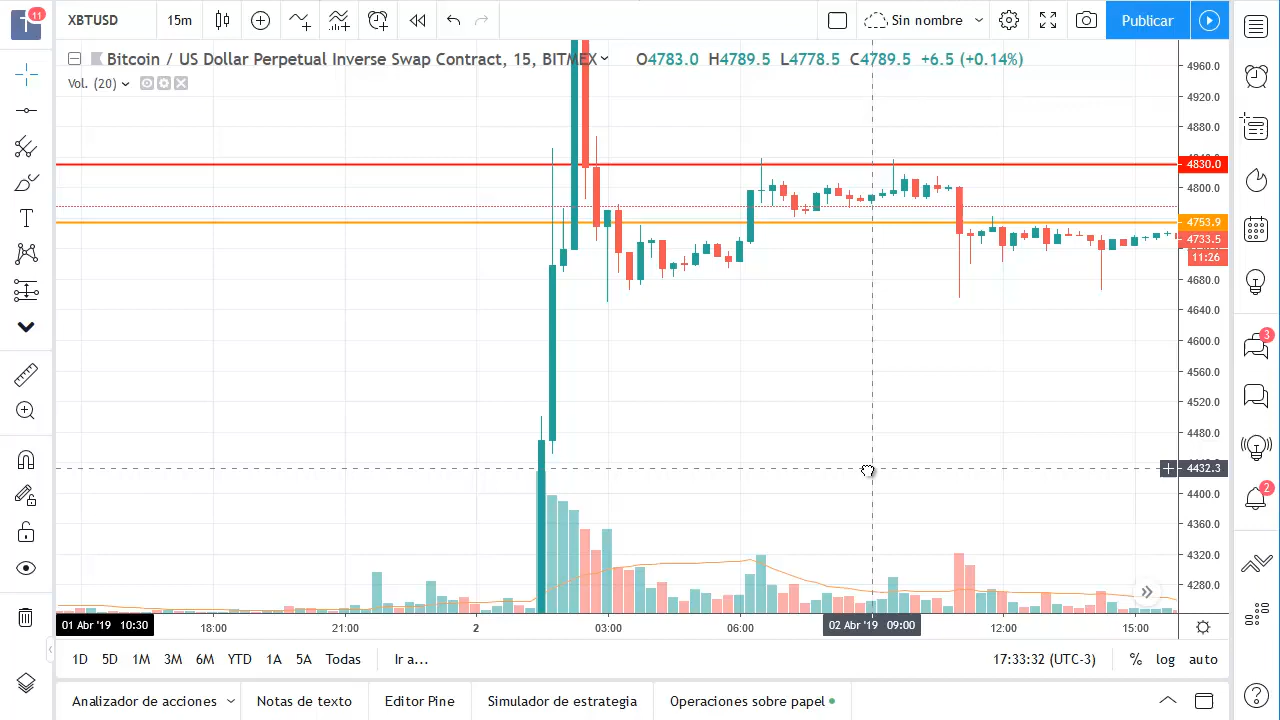 11
XBTUSD
15m
Sin nombre
Publicar
Bitcoin / US Dollar Perpetual Inverse Swap Contract, 15, BITMEX
O4783.0 H4789.5 L4778.5 C4789.5 +6.5 (+0.14%)
Vol. (20)
4960.0
4920.0
4880.0
4830.0
4800.0
4753.9
4733.5
11:26
4680.0
4640.0
4600.0
4560.0
4520.0
4480.0
4432.3
4400.0
4360.0
4320.0
4280.0
3
2
T
01 Abr '19 10:30
18:00
21:00
2
03:00
06:00
02 Abr '19 09:00
12:00
15:00
1D 5D 1M 3M 6M YTD 1A 5A Todas Ir a...
17:33:32 (UTC-3) % log auto
Analizador de acciones Notas de texto Editor Pine Simulador de estrategia Operaciones sobre papel